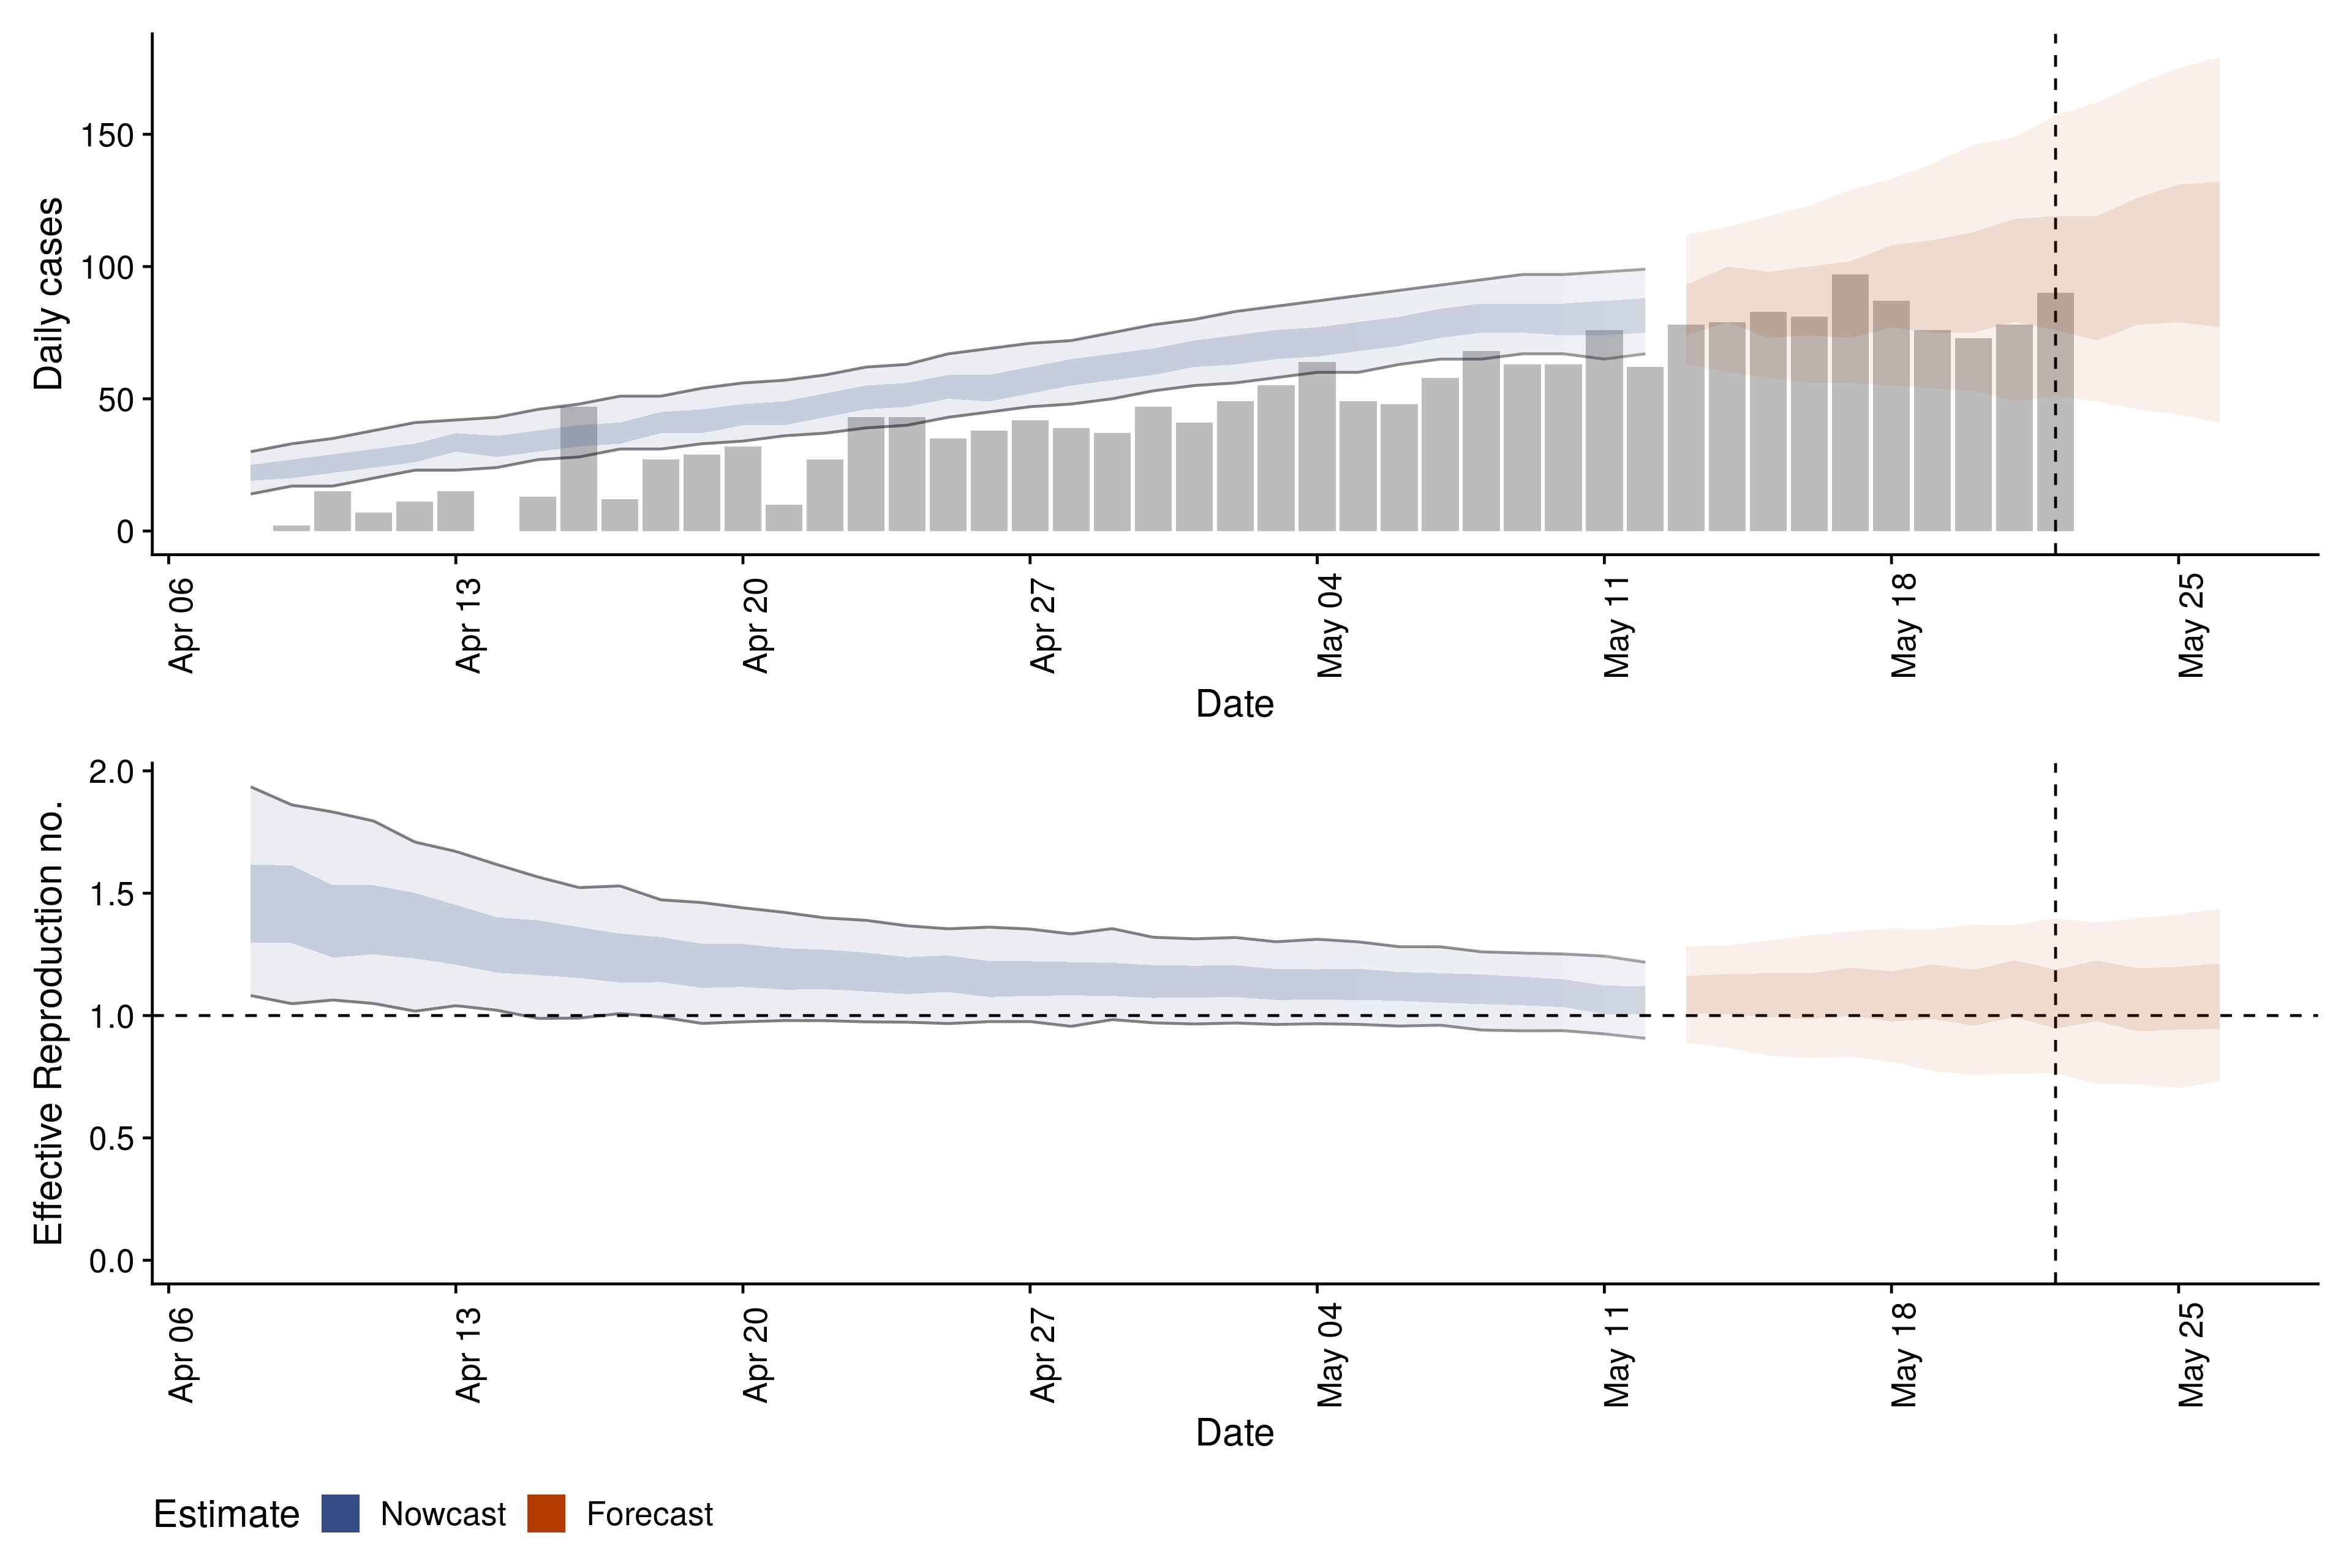 Daily cases
150
100
50
0
Apr 06
Apr 13
Apr 20
Apr 27
May 04
May 11
May 18
May 25
Date
Effective Reproduction no.
2.0
1.5
1.0
0.5
0.0
Apr 06
Apr 13
Apr 20
Apr 27
May 04
May 11
May 18
May 25
Date
Estimate Nowcast Forecast